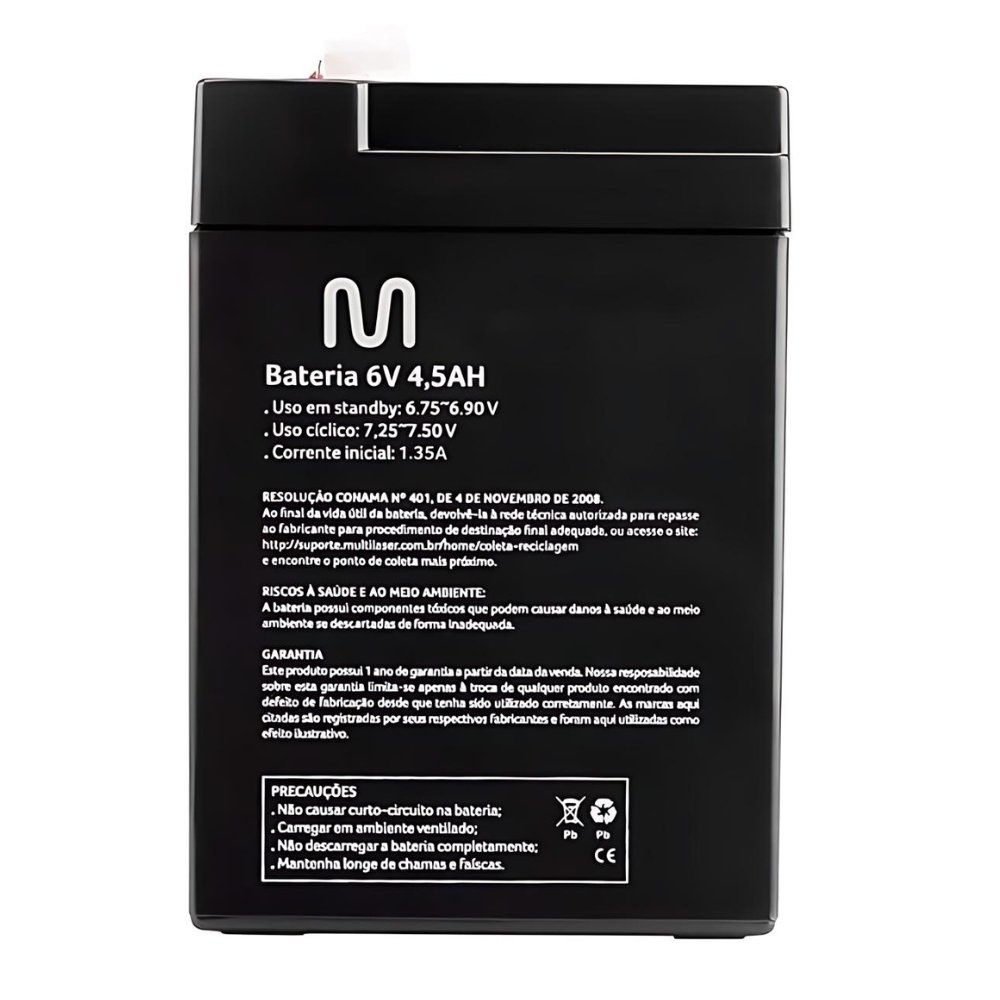 M
Bateria 6V 4,5AH
. Uso em standby: 6.75~6.90 V
. Uso cíclico: 7,25~7.50 V
. Corrente inicial: 1.35A
RESOLUÇÃO CONAMA Nº 401, DE 4 DE NOVEMBRO DE 2008.
Ao final da vida útil da bateria, devolvê-la à rede técnica autorizada para repasse
ao fabricante para procedimento de destinação final adequada, ou acesse o site:
http://suporte.multilaser.com.br/home/coleta-reciclagem
e encontre o ponto de coleta mais próximo.
RISCOS À SAÚDE E AO MEIO AMBIENTE:
A bateria possui componentes tóxicos que podem causar danos à saúde e ao meio
ambiente se descartadas de forma inadequada.
GARANTIA
Este produto possui 1 ano de garantia a partir da data da venda. Nossa resposabilidade
sobre esta garantia limita-se apenas à troca de qualquer produto encontrado com
defeito de fabricação desde que tenha sido utilizado corretamente. As marcas aqui
citadas são registradas por seus respectivos fabricantes e foram aqui utilizadas como
efeito ilustrativo.
PRECAUÇÕES
. Não causar curto-circuito na bateria;
. Carregar em ambiente ventilado;
. Não descarregar a bateria completamente;
. Mantenha longe de chamas e faíscas.
Pb Pb
CE